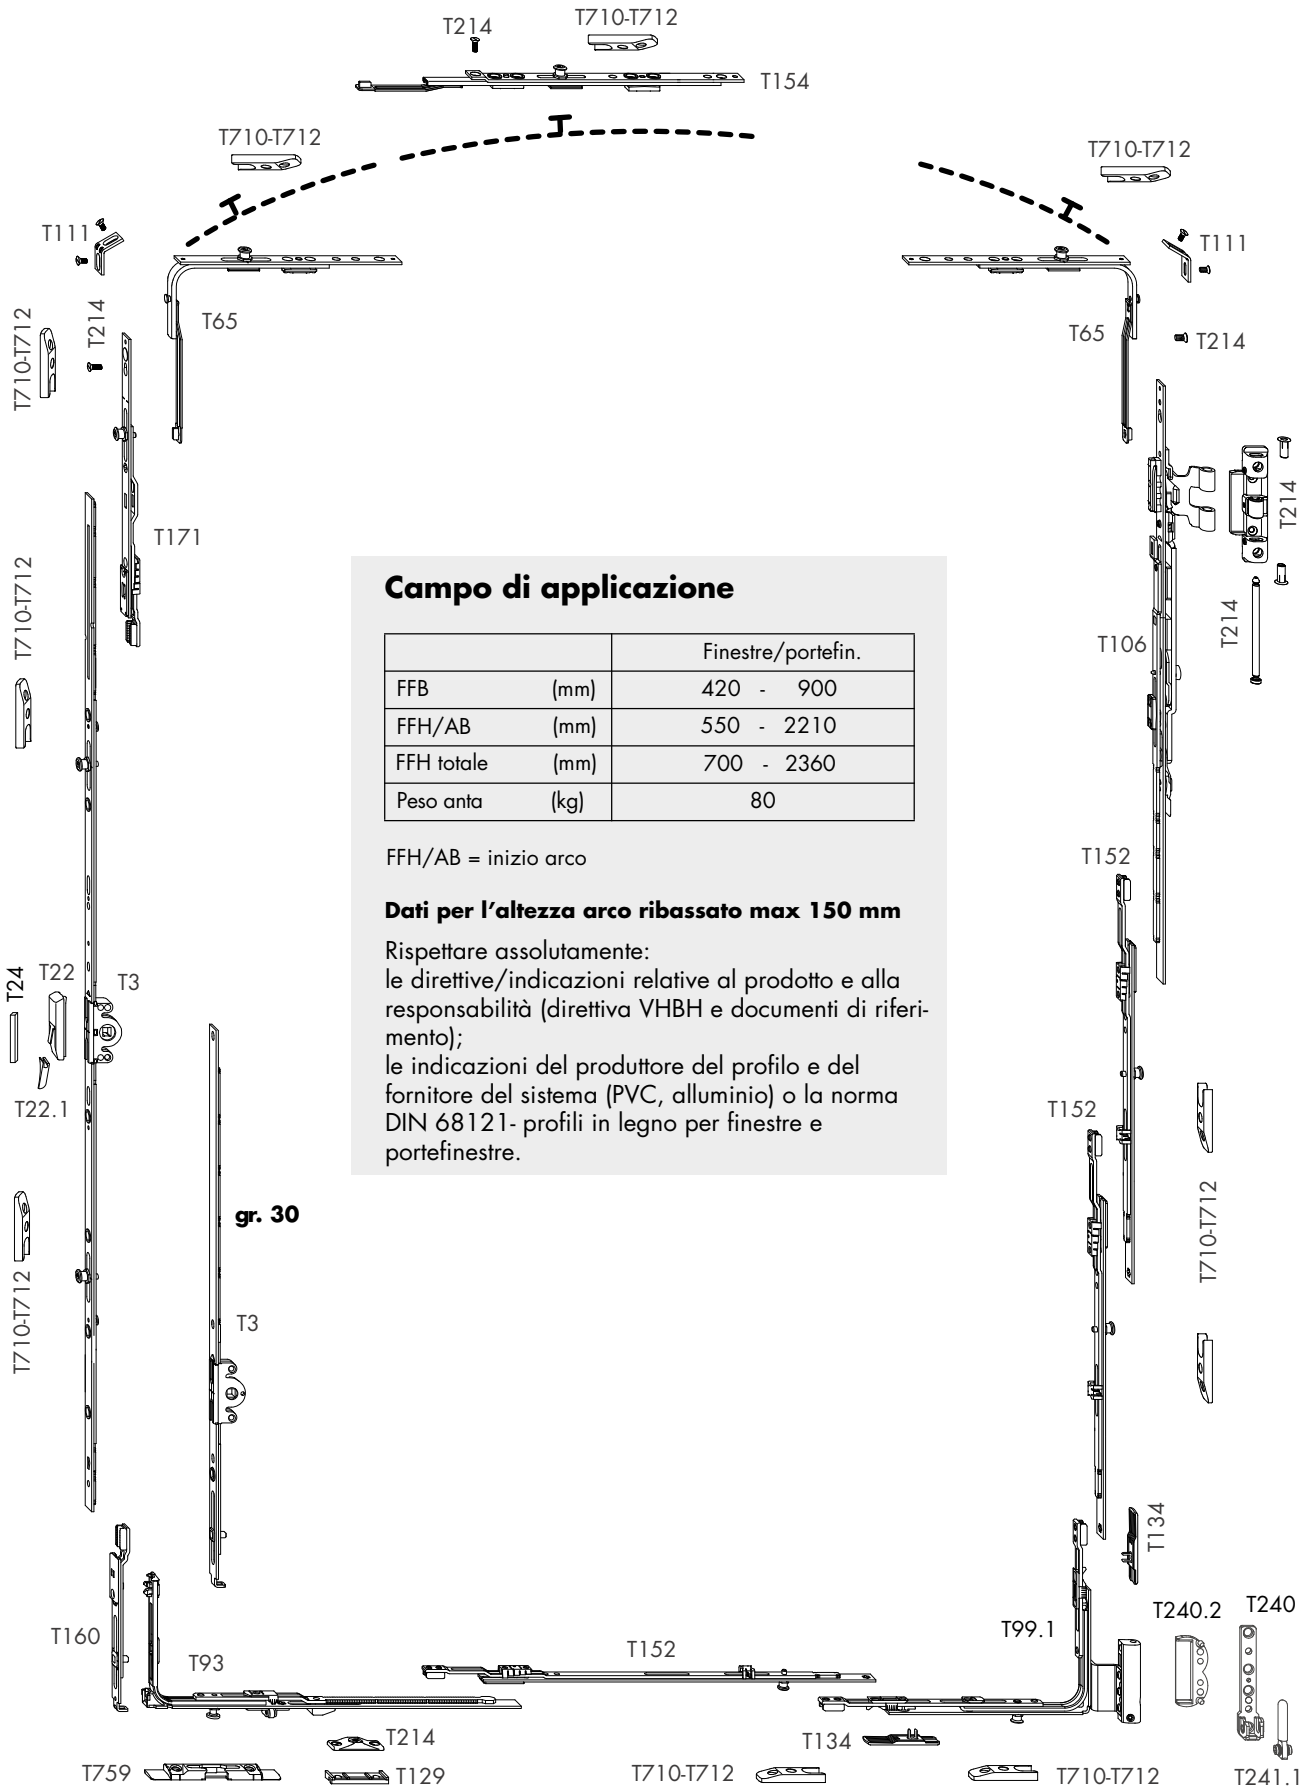 T710-T712
T214
T154
T710-T712
T710-T712
T111
T111
T65
T65
T214
T710-T712
T214
T171
T214
T710-T712
Campo di applicazione
Finestre/portefin.
FFB (mm) 420 - 900
FFH/AB (mm) 550 - 2210
FFH totale (mm) 700 - 2360
Peso anta (kg) 80
FFH/AB = inizio arco
Dati per l'altezza arco ribassato max 150 mm
Rispettare assolutamente:
le direttive/indicazioni relative al prodotto e alla
responsabilità (direttiva VHBH e documenti di riferi-
mento);
le indicazioni del produttore del profilo e del
fornitore del sistema (PVC, alluminio) o la norma
DIN 68121- profili in legno per finestre e
portefinestre.
T106
T214
T152
T24
T22
T3
T22.1
T152
T710-T712
gr. 30
T710-T712
T3
T134
T240.2
T240
T99.1
T160
T93
T152
T214
T134
T759
T129
T710-T712
T710-T712
T241.1